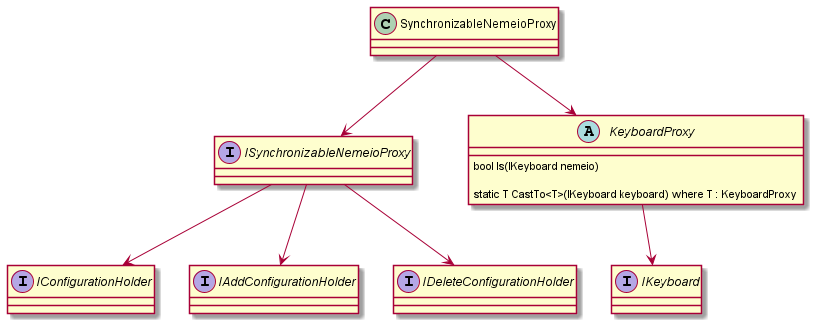 C SynchronizableNemeioProxy
I ISynchronizableNemeioProxy
A KeyboardProxy
bool Is(IKeyboard nemeio)
static T CastTo<T>(IKeyboard keyboard) where T : KeyboardProxy
I IConfigurationHolder
I IAddConfigurationHolder
I IDeleteConfigurationHolder
I IKeyboard